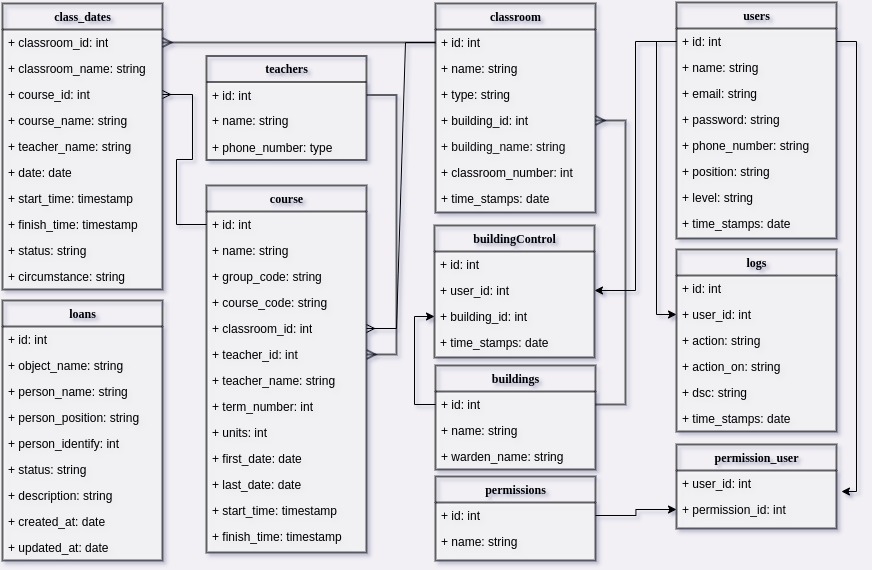 class_dates
+ classroom_id: int
+ classroom_name: string
+ course_id: int
+ course_name: string
+ teacher_name: string
+ date: date
+ start_time: timestamp
+ finish_time: timestamp
+ status: string
+ circumstance: string
loans
+ id: int
+ object_name: string
+ person_name: string
+ person_position: string
+ person_identify: int
+ status: string
+ description: string
+ created_at: date
+ updated_at: date
teachers
+ id: int
+ name: string
+ phone_number: type
course
+ id: int
+ name: string
+ group_code: string
+ course_code: string
+ classroom_id: int
+ teacher_id: int
+ teacher_name: string
+ term_number: int
+ units: int
+ first_date: date
+ last_date: date
+ start_time: timestamp
+ finish_time: timestamp
classroom
+ id: int
+ name: string
+ type: string
+ building_id: int
+ building_name: string
+ classroom_number: int
+ time_stamps: date
buildingControl
+ id: int
+ user_id: int
+ building_id: int
+ time_stamps: date
buildings
+ id: int
+ name: string
+ warden_name: string
permissions
+ id: int
+ name: string
users
+ id: int
+ name: string
+ email: string
+ password: string
+ phone_number: string
+ position: string
+ level: string
+ time_stamps: date
logs
+ id: int
+ user_id: int
+ action: string
+ action_on: string
+ dsc: string
+ time_stamps: date
permission_user
+ user_id: int
+ permission_id: int